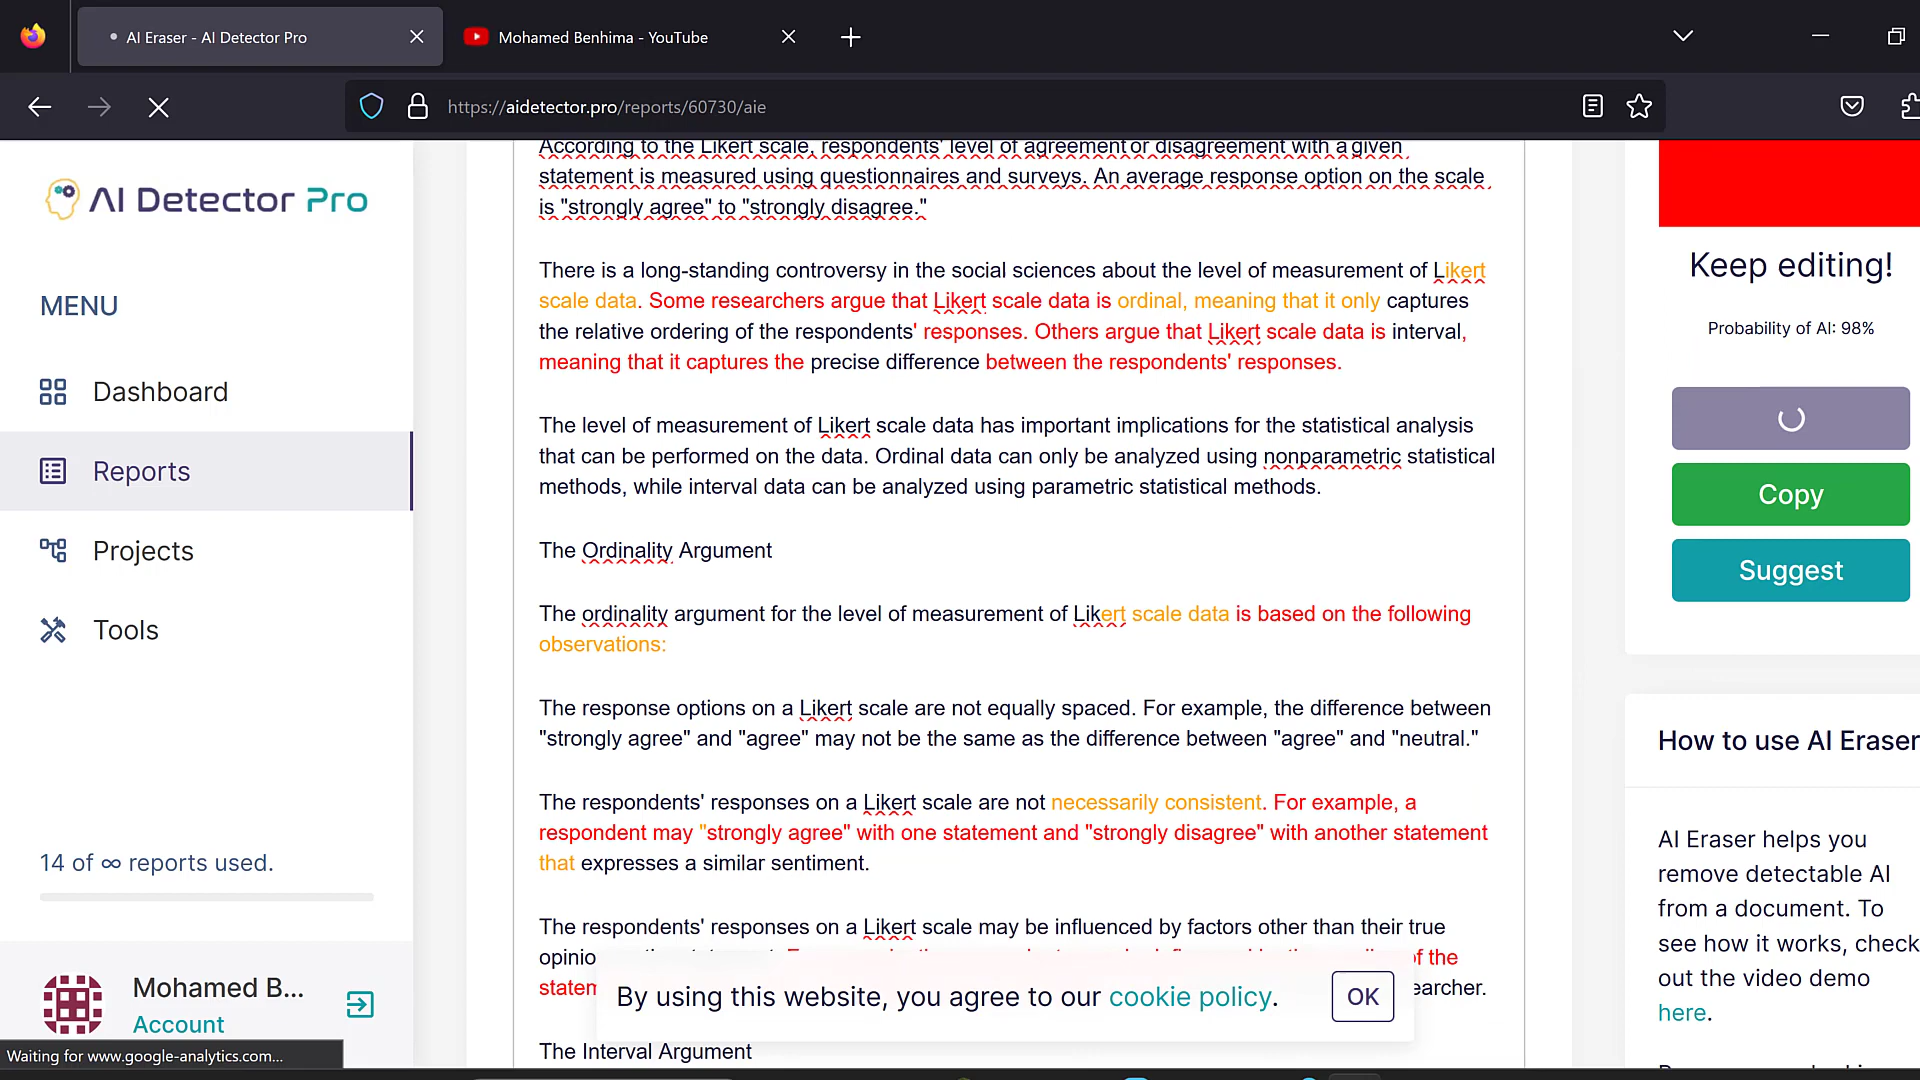 AI Eraser - AI Detector Pro
Mohamed Benhima - YouTube
https://aidetector.pro/reports/60730/aie
AI Detector Pro
MENU
Dashboard
Reports
Projects
Tools
14 of ∞ reports used.
Mohamed B...
Account
Waiting for www.google-analytics.com...
According to the Likert scale, respondents' level of agreement or disagreement with a given
statement is measured using questionnaires and surveys. An average response option on the scale
is "strongly agree" to "strongly disagree."
There is a long-standing controversy in the social sciences about the level of measurement of Likert
scale data. Some researchers argue that Likert scale data is ordinal, meaning that it only captures
the relative ordering of the respondents' responses. Others argue that Likert scale data is interval,
meaning that it captures the precise difference between the respondents' responses.
The level of measurement of Likert scale data has important implications for the statistical analysis
that can be performed on the data. Ordinal data can only be analyzed using nonparametric statistical
methods, while interval data can be analyzed using parametric statistical methods.
The Ordinality Argument
The ordinality argument for the level of measurement of Likert scale data is based on the following
observations:
The response options on a Likert scale are not equally spaced. For example, the difference between
"strongly agree" and "agree" may not be the same as the difference between "agree" and "neutral."
The respondents' responses on a Likert scale are not necessarily consistent. For example, a
respondent may "strongly agree" with one statement and "strongly disagree" with another statement
that expresses a similar sentiment.
The respondents' responses on a Likert scale may be influenced by factors other than their true
opinio of the
statem earcher.
By using this website, you agree to our cookie policy.
OK
The Interval Argument
Keep editing!
Probability of AI: 98%
Copy
Suggest
How to use AI Eraser
AI Eraser helps you
remove detectable AI
from a document. To
see how it works, check
out the video demo
here.